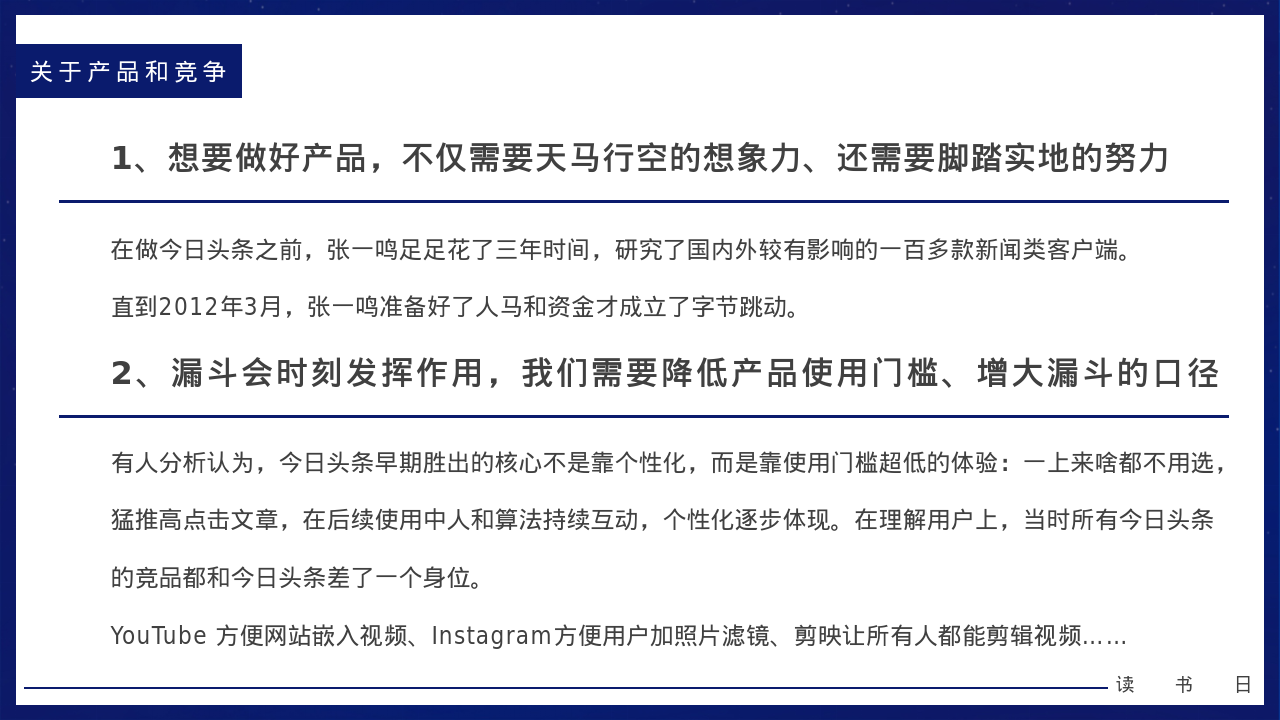 关于产品和竞争
1、想要做好产品，不仅需要天马行空的想象力、还需要脚踏实地的努力
在做今日头条之前，张一鸣足足花了三年时间，研究了国内外较有影响的一百多款新闻类客户端。
直到2012年3月，张一鸣准备好了人马和资金才成立了字节跳动。
2、漏斗会时刻发挥作用，我们需要降低产品使用门槛、增大漏斗的口径
有人分析认为，今日头条早期胜出的核心不是靠个性化，而是靠使用门槛超低的体验：一上来啥都不用选，
猛推高点击文章，在后续使用中人和算法持续互动，个性化逐步体现。在理解用户上，当时所有今日头条
的竞品都和今日头条差了一个身位。
YouTube 方便网站嵌入视频、Instagram方便用户加照片滤镜、剪映让所有人都能剪辑视频……
读 书 日